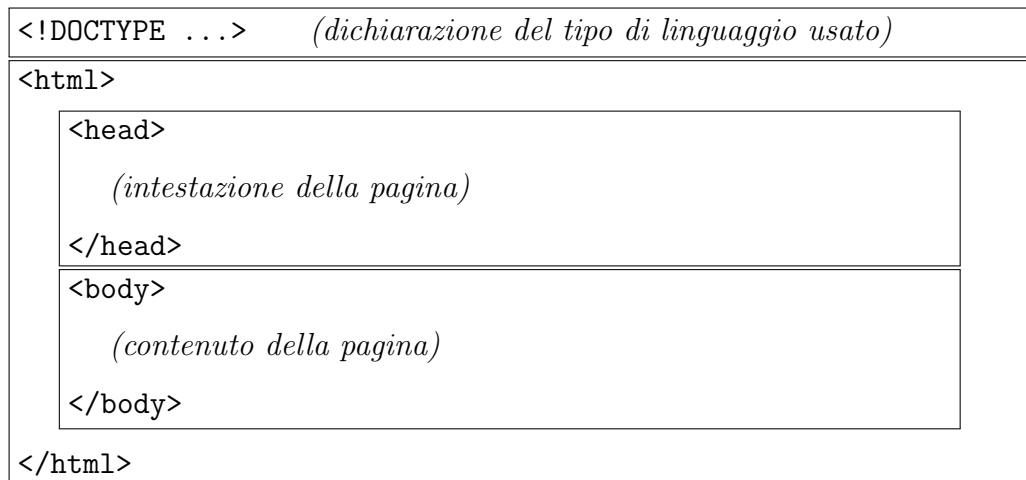 <!DOCTYPE ...> (dichiarazione del tipo di linguaggio usato)
<html>
<head>
(intestazione della pagina)
</head>
<body>
(contenuto della pagina)
</body>
</html>